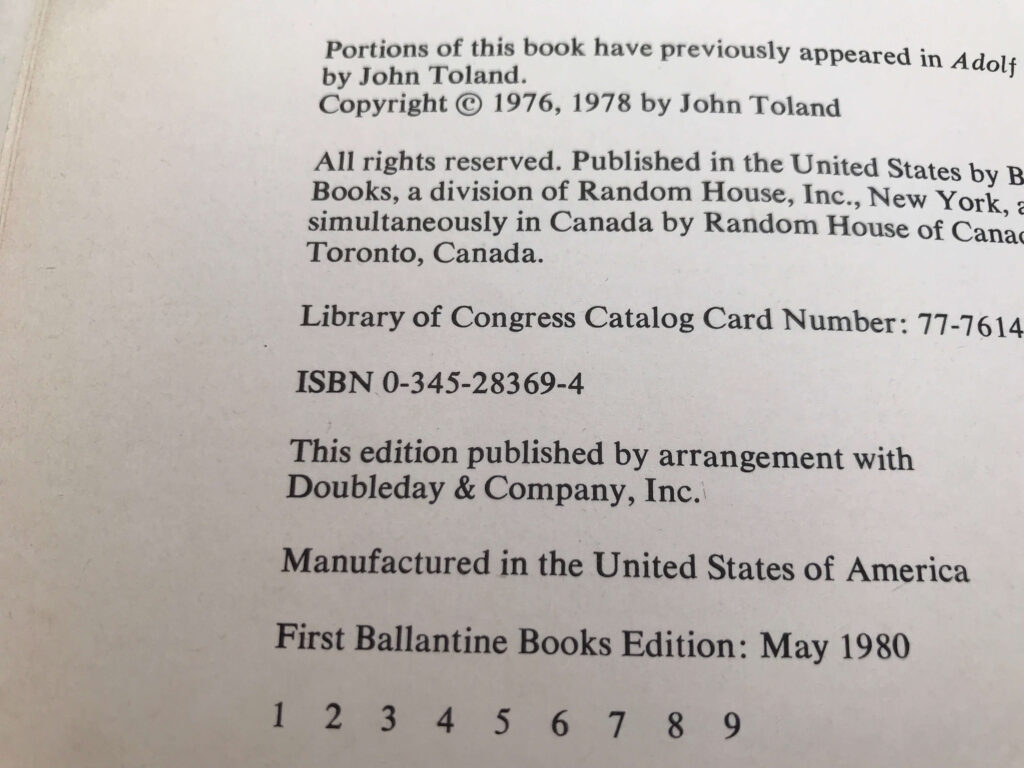 Portions of this book have previously appeared in Adolf
by John Toland.
Copyright © 1976, 1978 by John Toland
All rights reserved. Published in the United States by B
Books, a division of Random House, Inc., New York, a
simultaneously in Canada by Random House of Canad
Toronto, Canada.
Library of Congress Catalog Card Number: 77-7614
ISBN 0-345-28369-4
This edition published by arrangement with
Doubleday & Company, Inc.
Manufactured in the United States of America
First Ballantine Books Edition: May 1980
1 2 3 4 5 6 7 8 9